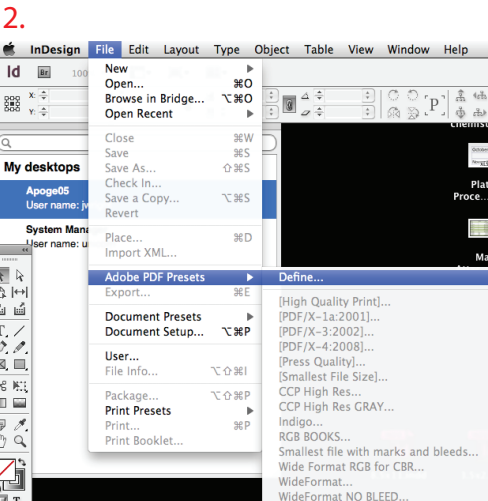 2.
InDesign File Edit Layout Type Object Table View Window Help
Id Br 100
X:
Y:
New
Open... ⌘O
Browse in Bridge... ⌥⌘O
Open Recent
Close ⌘W
Save ⌘S
Save As... ⇧⌘S
Check In...
Save a Copy... ⌥⌘S
Revert
Place... ⌘D
Import XML...
Adobe PDF Presets
Export... ⌘E
Document Presets
Document Setup... ⌥⌘P
User...
File Info... ⌥⇧⌘I
Package... ⌥⇧⌘P
Print Presets
Print... ⌘P
Print Booklet...
Define...
[High Quality Print]...
[PDF/X-1a:2001]...
[PDF/X-3:2002]...
[PDF/X-4:2008]...
[Press Quality]...
[Smallest File Size]...
CCP High Res...
CCP High Res GRAY...
Indigo...
RGB BOOKS...
Smallest file with marks and bleeds...
Wide Format RGB for CBR...
WideFormat...
WideFormat NO BLEED...
My desktops
Apoge05
User name: j
System Mana
User name: u
Plat
Proce...
Ma